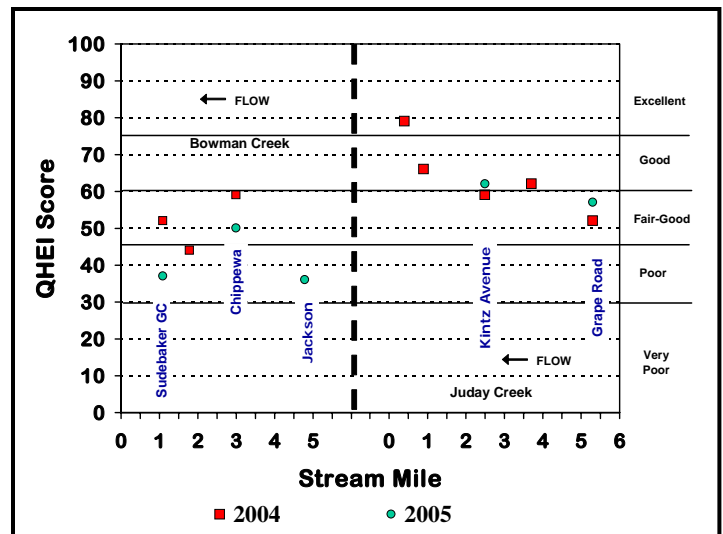 100
90
80
70
60
50
40
30
20
10
0
QHEI Score
FLOW
Bowman Creek
Sudebaker GC
Chippewa
Jackson
Kintz Avenue
Grape Road
FLOW
Juday Creek
Excellent
Good
Fair-Good
Poor
Very
Poor
0 1 2 3 4 5 0 1 2 3 4 5 6
Stream Mile
2004 2005